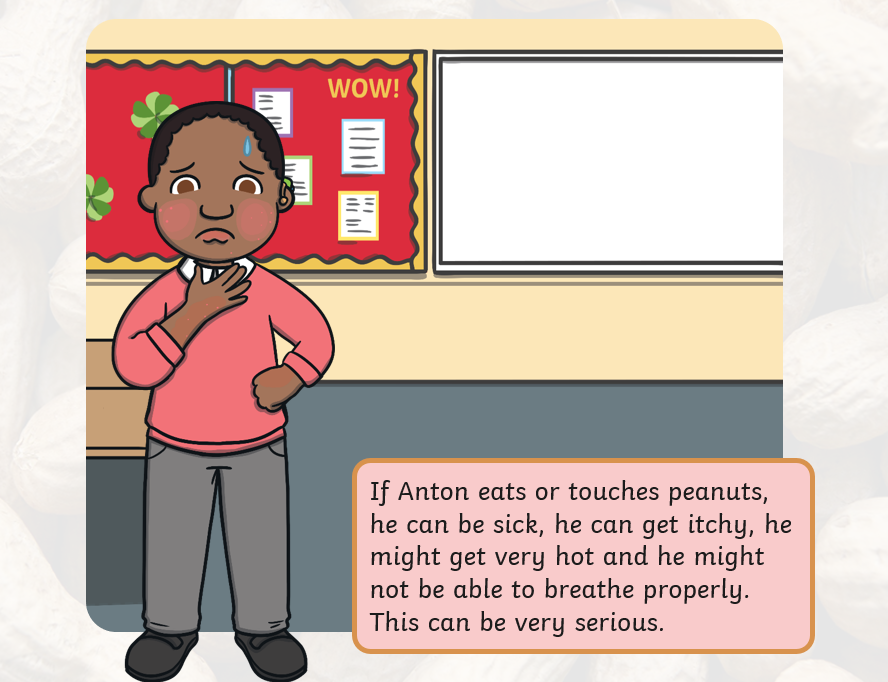 WOW!
If Anton eats or touches peanuts,
he can be sick, he can get itchy, he
might get very hot and he might
not be able to breathe properly.
This can be very serious.